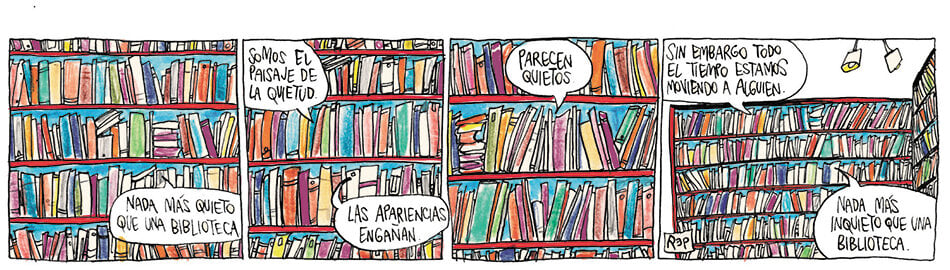 NADA MÁS QUIETO
QUE UNA BIBLIOTECA
SOMOS EL
PAISAJE DE
LA QUIETUD.
LAS APARIENCIAS
ENGAÑAN
PARECEN
QUIETOS
SIN EMBARGO TODO
EL TIEMPO ESTAMOS
MOVIENDO A ALGUIEN.
NADA MÁS
INQUIETO QUE UNA
BIBLIOTECA.
REP